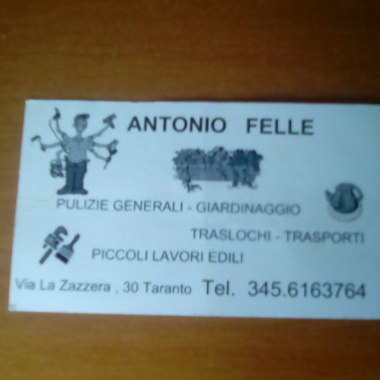 ANTONIO FELLE
PULIZIE GENERALI - GIARDINAGGIO
TRASLOCHI - TRASPORTI
PICCOLI LAVORI EDILI
Via La Zazzera , 30 Taranto Tel. 345.6163764